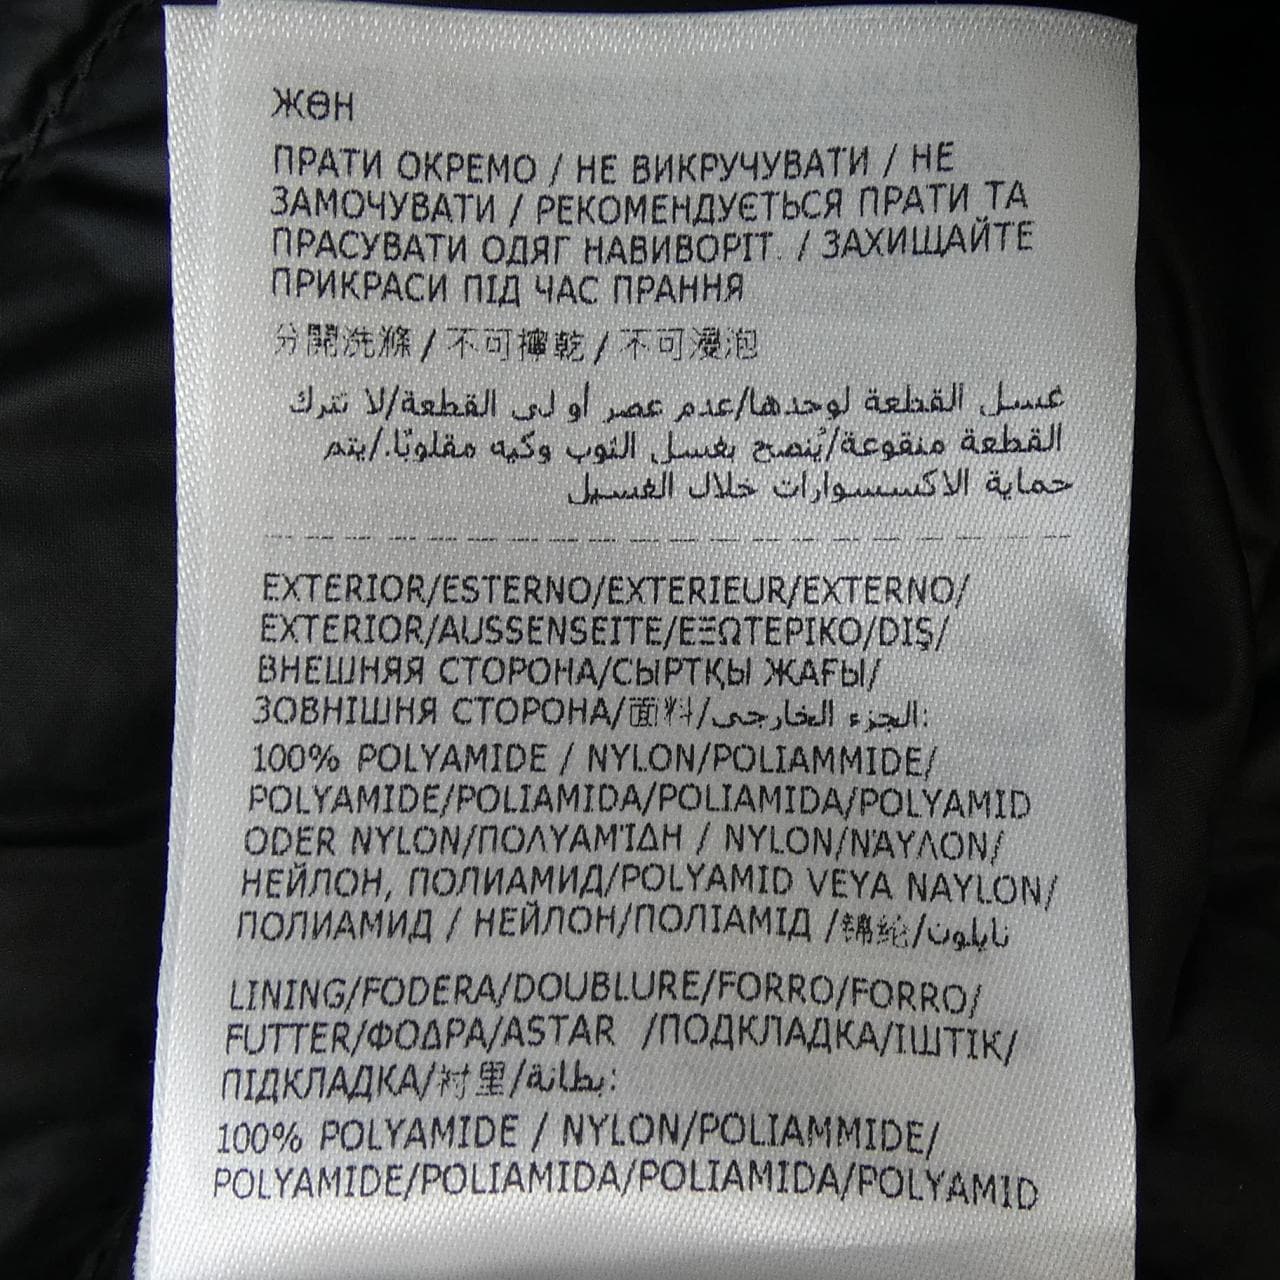 ЖӨН
ПРАТИ ОКРЕМО / НЕ ВИКРУЧУВАТИ / НЕ
ЗАМОЧУВАТИ / РЕКОМЕНДУЄТЬСЯ ПРАТИ ТА
ПРАСУВАТИ ОДЯГ НАВИВОРІТ. / ЗАХИЩАЙТЕ
ПРИКРАСИ ПІД ЧАС ПРАННЯ
分開洗滌 / 不可擰乾 / 不可浸泡
غسل القطعة لوحدها/عدم عصر أو لي القطعة/لا تترك
القطعة منقوعة/يُنصح بغسل الثوب وكيه مقلوبًا./يتم
حماية الاكسسوارات خلال الغسيل
EXTERIOR/ESTERNO/EXTERIEUR/EXTERNO/
EXTERIOR/AUSSENSEITE/ΕΞΩΤΕΡΙΚΟ/DIŞ/
ВНЕШНЯЯ СТОРОНА/СЫРТҚЫ ЖАҒЫ/
ЗОВНІШНЯ СТОРОНА/面料/الجزء الخارجي:
100% POLYAMIDE / NYLON/POLIAMMIDE/
POLYAMIDE/POLIAMIDA/POLIAMIDA/POLYAMID
ODER NYLON/ΠΟΛΥΑΜΊΔΗ / NYLON/ΝΆΥΛΟΝ/
НЕЙЛОН, ПОЛИАМИД/POLYAMID VEYA NAYLON/
ПОЛИАМИД / НЕЙЛОН/ПОЛІАМІД /锦纶/نايلون
LINING/FODERA/DOUBLURE/FORRO/FORRO/
FUTTER/ΦΟΔΡΑ/ASTAR /ПОДКЛАДКА/ІШТІК/
ПІДКЛАДКА/衬里/بطانة:
100% POLYAMIDE / NYLON/POLIAMMIDE/
POLYAMIDE/POLIAMIDA/POLIAMIDA/POLYAMID